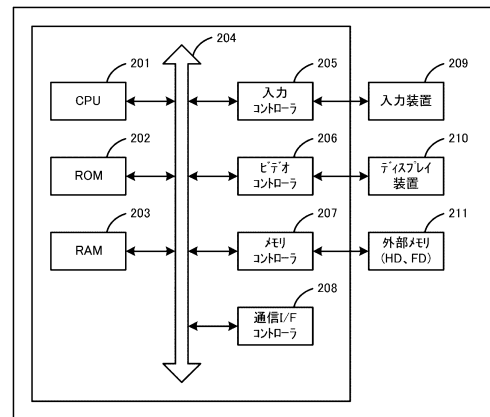 204
201
CPU
205
入力
コントローラ
209
入力装置
202
ROM
206
ビデオ
コントローラ
210
ディスプレイ
装置
203
RAM
207
メモリ
コントローラ
211
外部メモリ
(HD、FD)
208
通信I/F
コントローラ